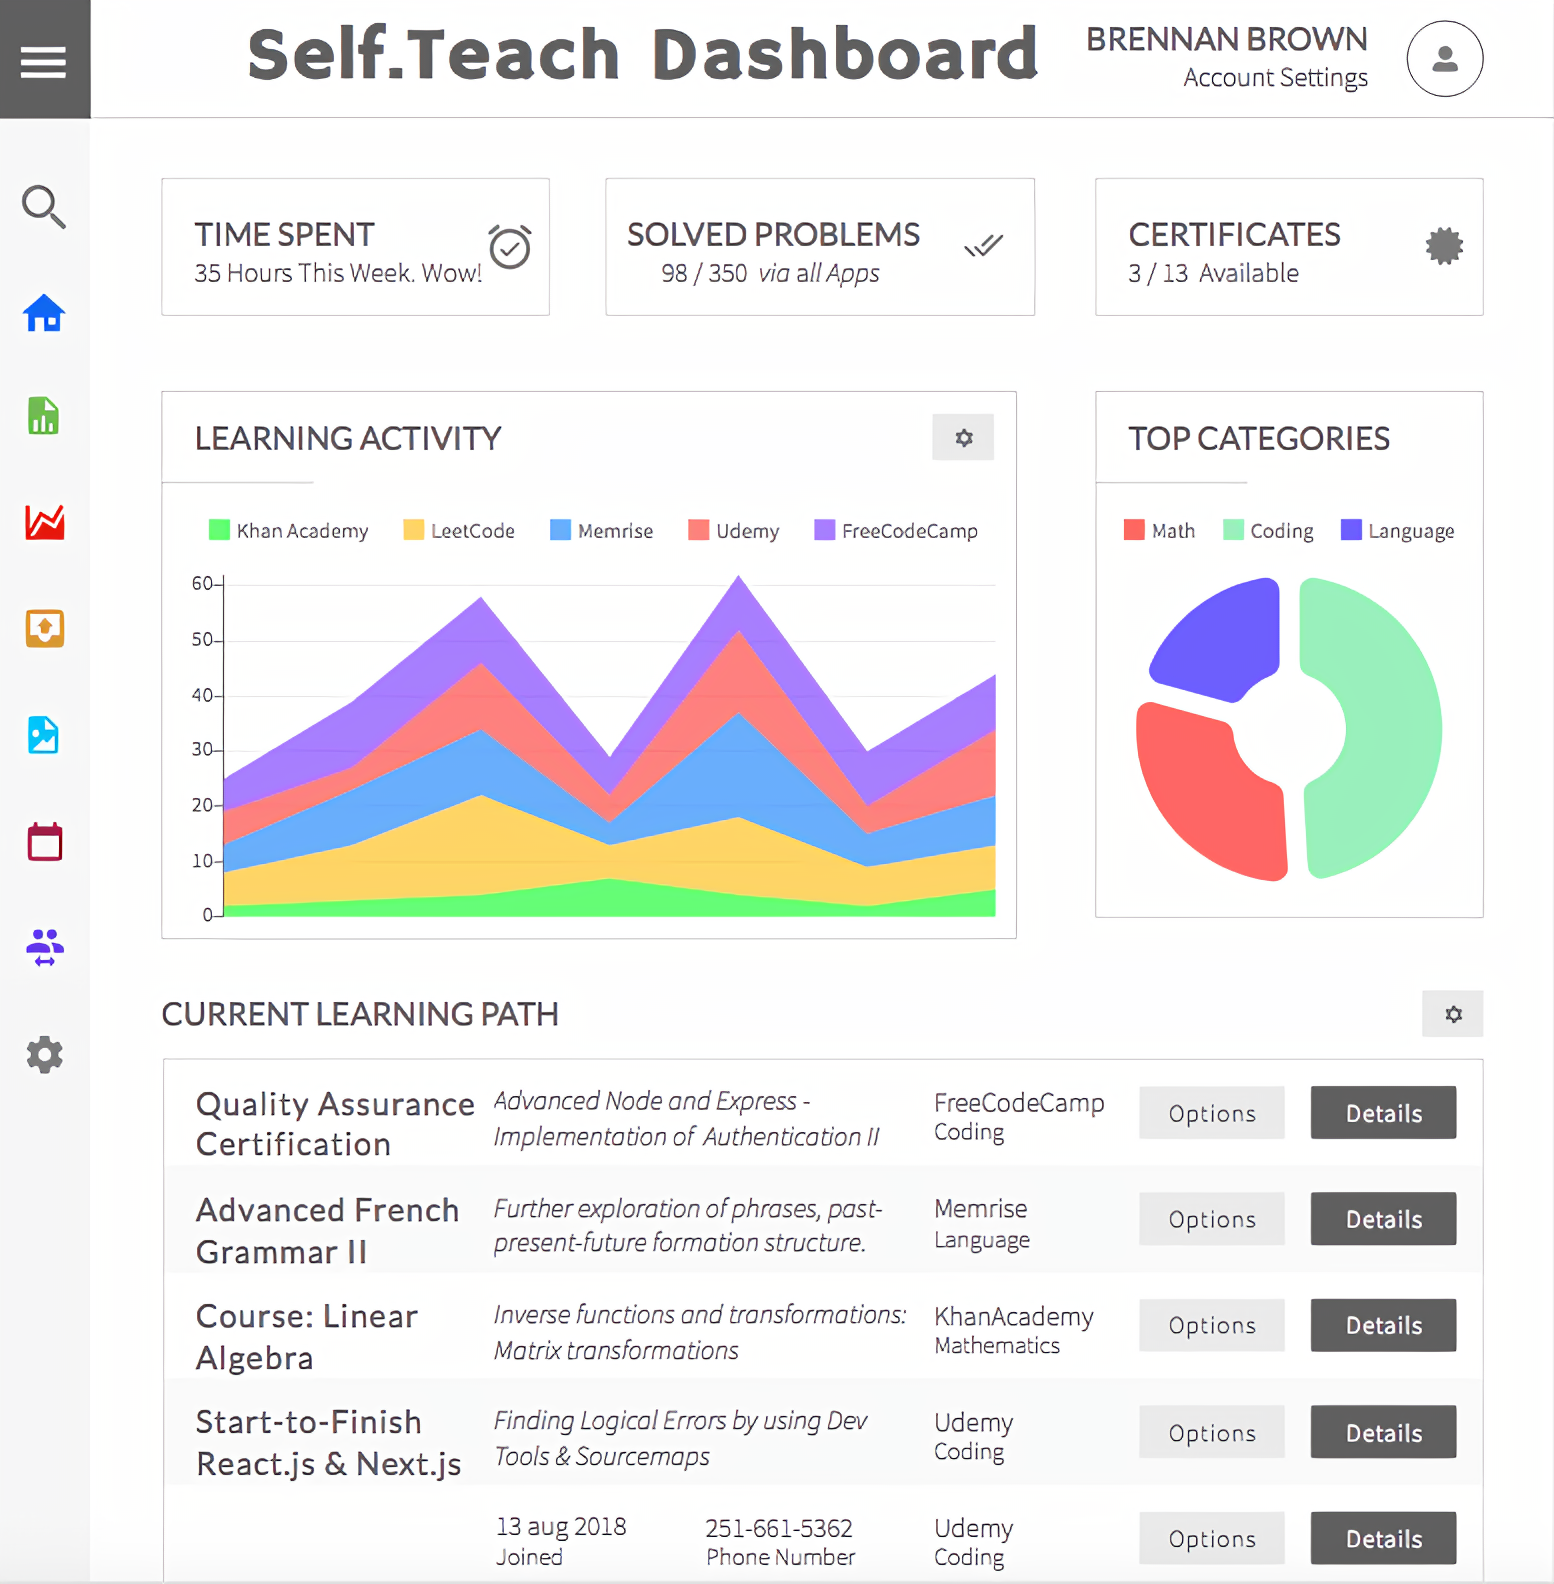 Self.Teach Dashboard
BRENNAN BROWN
Account Settings
TIME SPENT
35 Hours This Week. Wow!
SOLVED PROBLEMS
98 / 350 via all Apps
CERTIFICATES
3 / 13 Available
LEARNING ACTIVITY
Khan Academy LeetCode Memrise Udemy FreeCodeCamp
60
50
40
30
20
10
0
TOP CATEGORIES
Math Coding Language
CURRENT LEARNING PATH
Quality Assurance
Certification
Advanced Node and Express -
Implementation of Authentication II
FreeCodeCamp
Coding
Options
Details
Advanced French
Grammar II
Further exploration of phrases, past-
present-future formation structure.
Memrise
Language
Options
Details
Course: Linear
Algebra
Inverse functions and transformations:
Matrix transformations
KhanAcademy
Mathematics
Options
Details
Start-to-Finish
React.js & Next.js
Finding Logical Errors by using Dev
Tools & Sourcemaps
Udemy
Coding
Options
Details
13 aug 2018
Joined
251-661-5362
Phone Number
Udemy
Coding
Options
Details